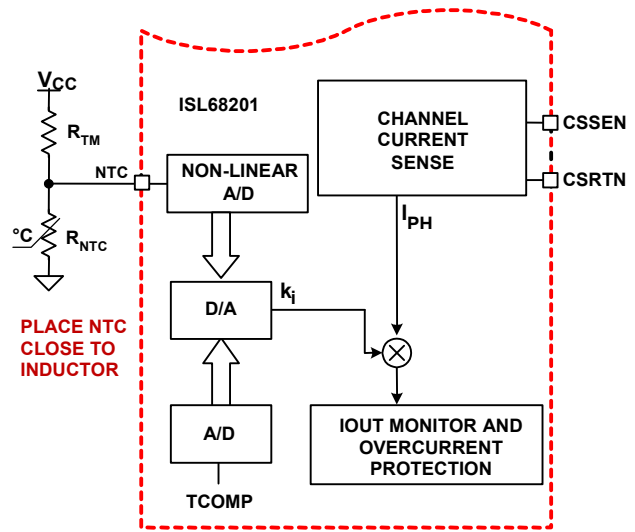 VCC
RTM
NTC
°C
RNTC
PLACE NTC
CLOSE TO
INDUCTOR
ISL68201
NON-LINEAR
A/D
D/A
ki
A/D
TCOMP
CHANNEL
CURRENT
SENSE
CSSEN
CSRTN
IPH
IOUT MONITOR AND
OVERCURRENT
PROTECTION